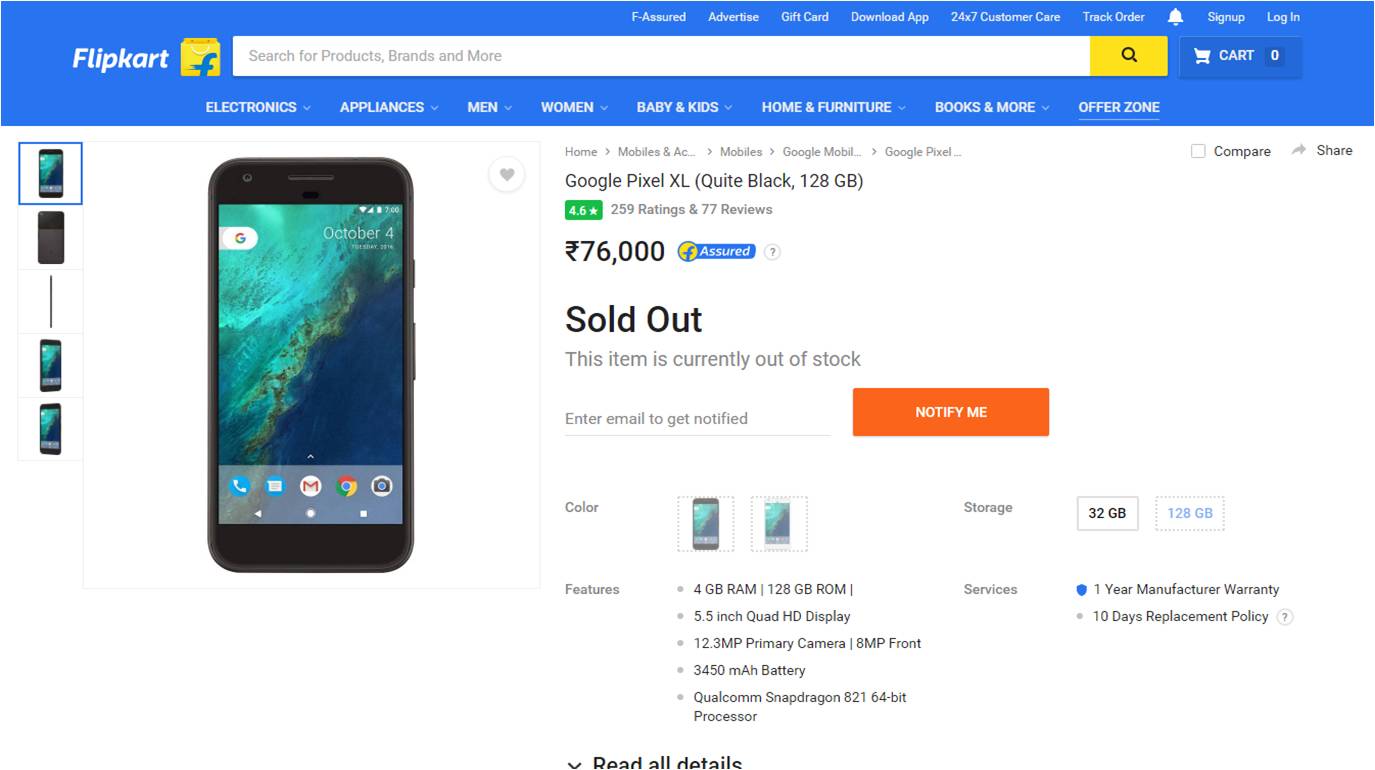 F-Assured Advertise Gift Card Download App 24x7 Customer Care Track Order Signup Log In
Flipkart
Search for Products, Brands and More
CART 0
ELECTRONICS APPLIANCES MEN WOMEN BABY & KIDS HOME & FURNITURE BOOKS & MORE OFFER ZONE
7:00
October 4
TUESDAY, 2016
G
Home > Mobiles & Ac... > Mobiles > Google Mobil... > Google Pixel ...
Compare Share
Google Pixel XL (Quite Black, 128 GB)
4.6★ 259 Ratings & 77 Reviews
₹76,000 f Assured ?
Sold Out
This item is currently out of stock
Enter email to get notified
NOTIFY ME
Color
Storage 32 GB 128 GB
Features
4 GB RAM | 128 GB ROM |
5.5 inch Quad HD Display
12.3MP Primary Camera | 8MP Front
3450 mAh Battery
Qualcomm Snapdragon 821 64-bit
Processor
Services
1 Year Manufacturer Warranty
10 Days Replacement Policy ?
Read all details